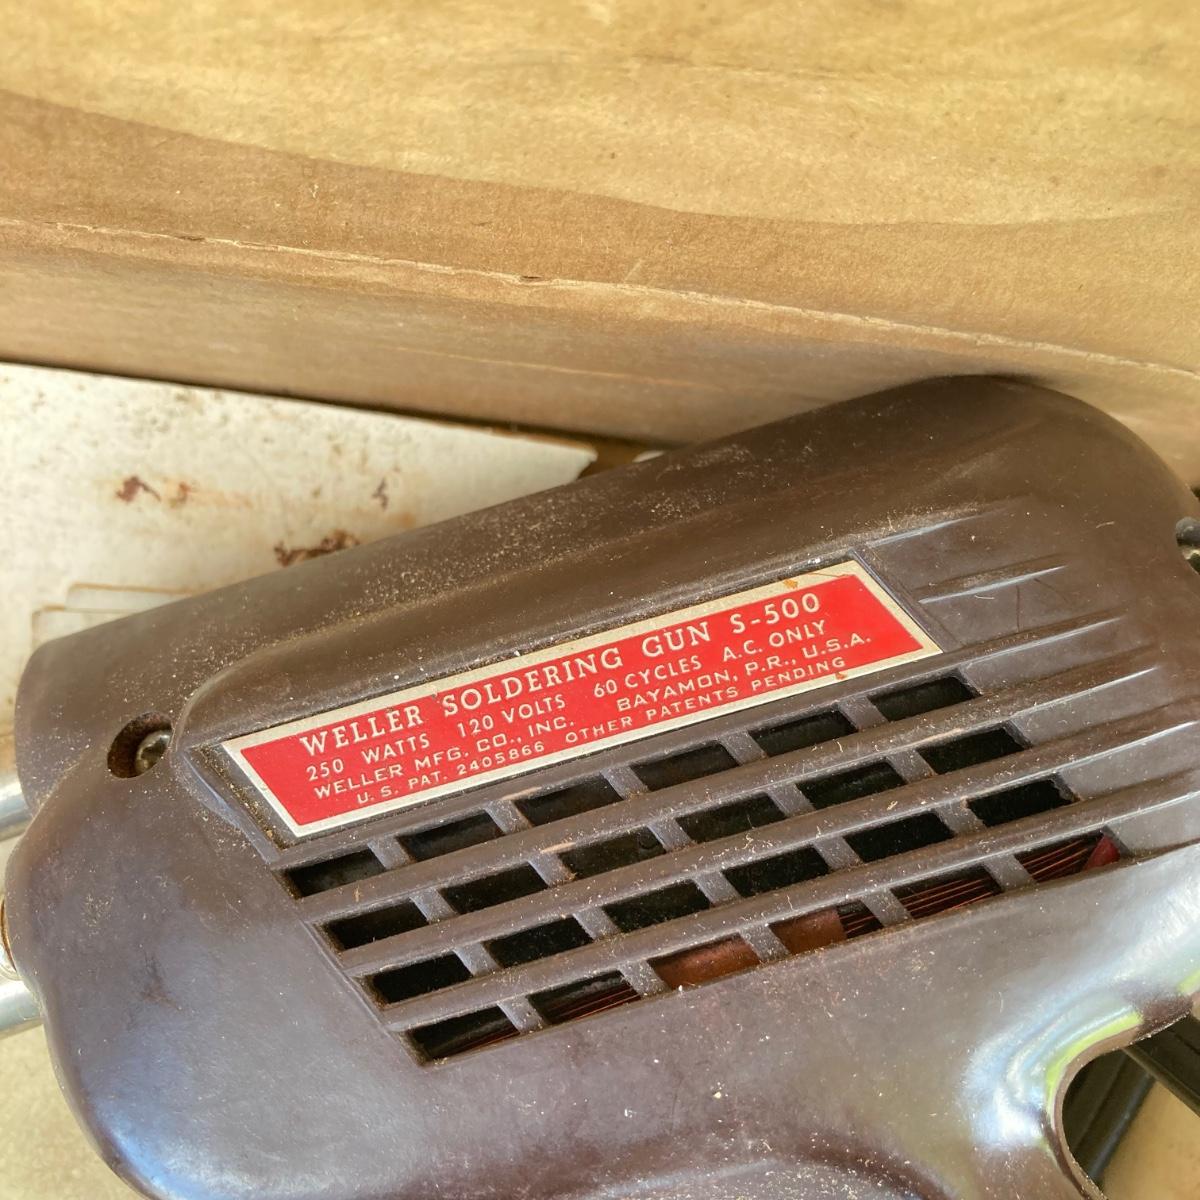 WELLER SOLDERING GUN S-500
250 WATTS 120 VOLTS 60 CYCLES A.C. ONLY
WELLER MFG. CO., INC. BAYAMON, P.R., U.S.A.
U. S. PAT. 2405866 OTHER PATENTS PENDING